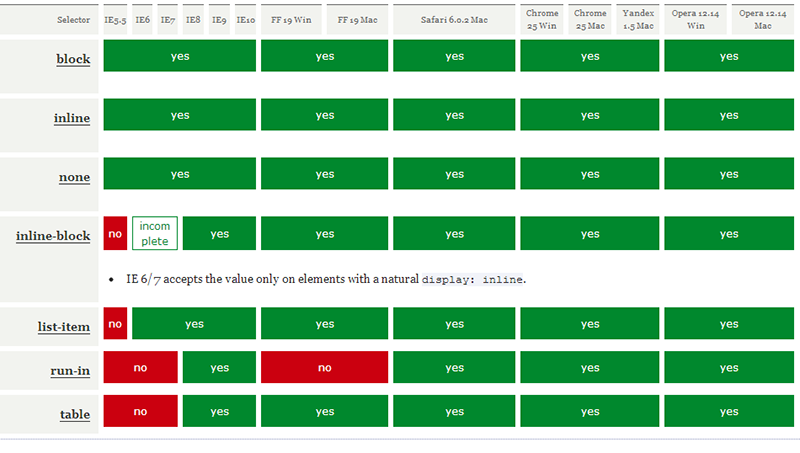 Selector IE5.5 IE6 IE7 IE8 IE9 IE10 FF 19 Win FF 19 Mac Safari 6.0.2 Mac Chrome 25 Win Chrome 25 Mac Yandex 1.5 Mac Opera 12.14 Win Opera 12.14 Mac
block yes yes yes yes yes
inline yes yes yes yes yes
none yes yes yes yes yes
inline-block no incom plete yes yes yes yes yes
• IE 6/7 accepts the value only on elements with a natural display: inline.
list-item no yes yes yes yes yes
run-in no yes no yes yes yes
table no yes yes yes yes yes